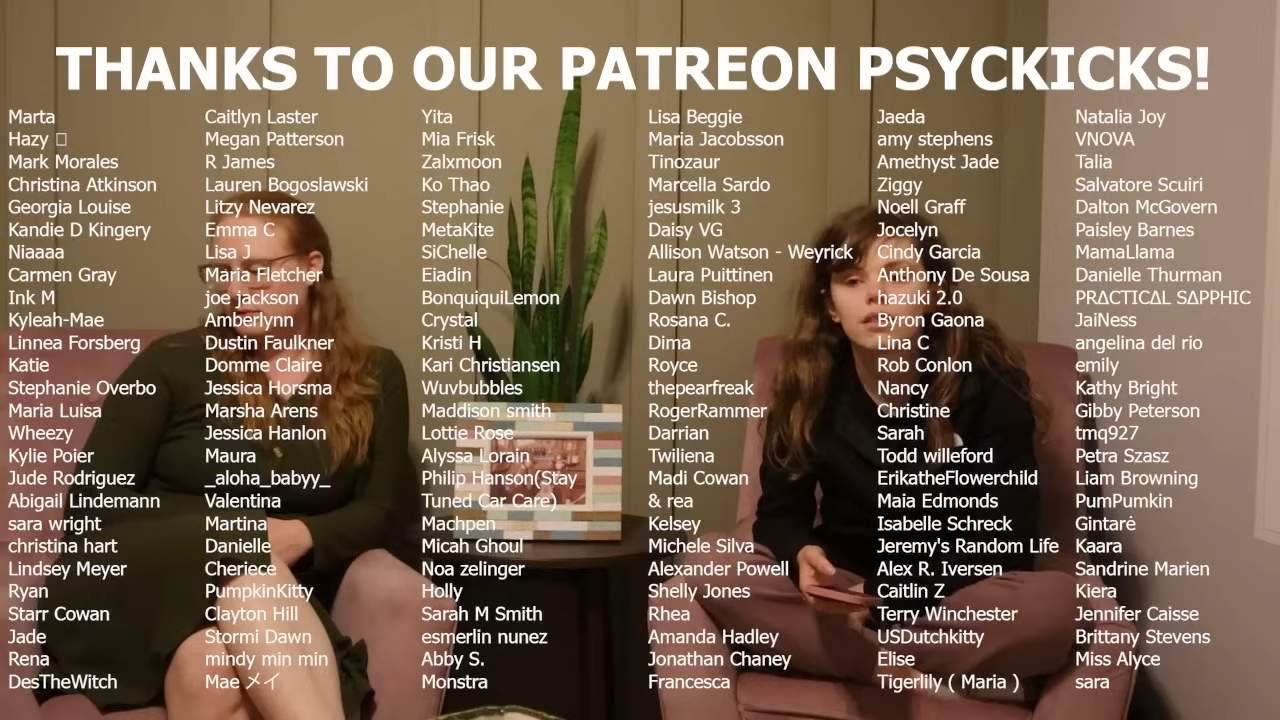 THANKS TO OUR PATREON PSYCKICKS!
Marta
Hazy
Mark Morales
Christina Atkinson
Georgia Louise
Kandie D Kingery
Niaaaa
Carmen Gray
Ink M
Kyleah-Mae
Linnea Forsberg
Katie
Stephanie Overbo
Maria Luisa
Wheezy
Kylie Poier
Jude Rodriguez
Abigail Lindemann
sara wright
christina hart
Lindsey Meyer
Ryan
Starr Cowan
Jade
Rena
DesTheWitch
Caitlyn Laster
Megan Patterson
R James
Lauren Bogoslawski
Litzy Nevarez
Emma C
Lisa J
Maria Fletcher
joe jackson
Amberlynn
Dustin Faulkner
Domme Claire
Jessica Horsma
Marsha Arens
Jessica Hanlon
Maura
_aloha_babyy_
Valentina
Martina
Danielle
Cheriece
PumpkinKitty
Clayton Hill
Stormi Dawn
mindy min min
Mae メイ
Yita
Mia Frisk
Zalxmoon
Ko Thao
Stephanie
MetaKite
SiChelle
Eiadin
BonquiquiLemon
Crystal
Kristi H
Kari Christiansen
Wuvbubbles
Maddison smith
Lottie Rose
Alyssa Lorain
Philip Hanson(Stay
Tuned Car Care)
Machpen
Micah Ghoul
Noa zelinger
Holly
Sarah M Smith
esmerlin nunez
Abby S.
Monstra
Lisa Beggie
Maria Jacobsson
Tinozaur
Marcella Sardo
jesusmilk 3
Daisy VG
Allison Watson - Weyrick
Laura Puittinen
Dawn Bishop
Rosana C.
Dima
Royce
thepearfreak
RogerRammer
Darrian
Twiliena
Madi Cowan
& rea
Kelsey
Michele Silva
Alexander Powell
Shelly Jones
Rhea
Amanda Hadley
Jonathan Chaney
Francesca
Jaeda
amy stephens
Amethyst Jade
Ziggy
Noell Graff
Jocelyn
Cindy Garcia
Anthony De Sousa
hazuki 2.0
Byron Gaona
Lina C
Rob Conlon
Nancy
Christine
Sarah
Todd willeford
ErikatheFlowerchild
Maia Edmonds
Isabelle Schreck
Jeremy's Random Life
Alex R. Iversen
Caitlin Z
Terry Winchester
USDutchkitty
Elise
Tigerlily ( Maria )
Natalia Joy
VNOVA
Talia
Salvatore Scuiri
Dalton McGovern
Paisley Barnes
MamaLlama
Danielle Thurman
PRΔCTICΔL SΔPPHIC
JaiNess
angelina del rio
emily
Kathy Bright
Gibby Peterson
tmq927
Petra Szasz
Liam Browning
PumPumkin
Gintarė
Kaara
Sandrine Marien
Kiera
Jennifer Caisse
Brittany Stevens
Miss Alyce
sara